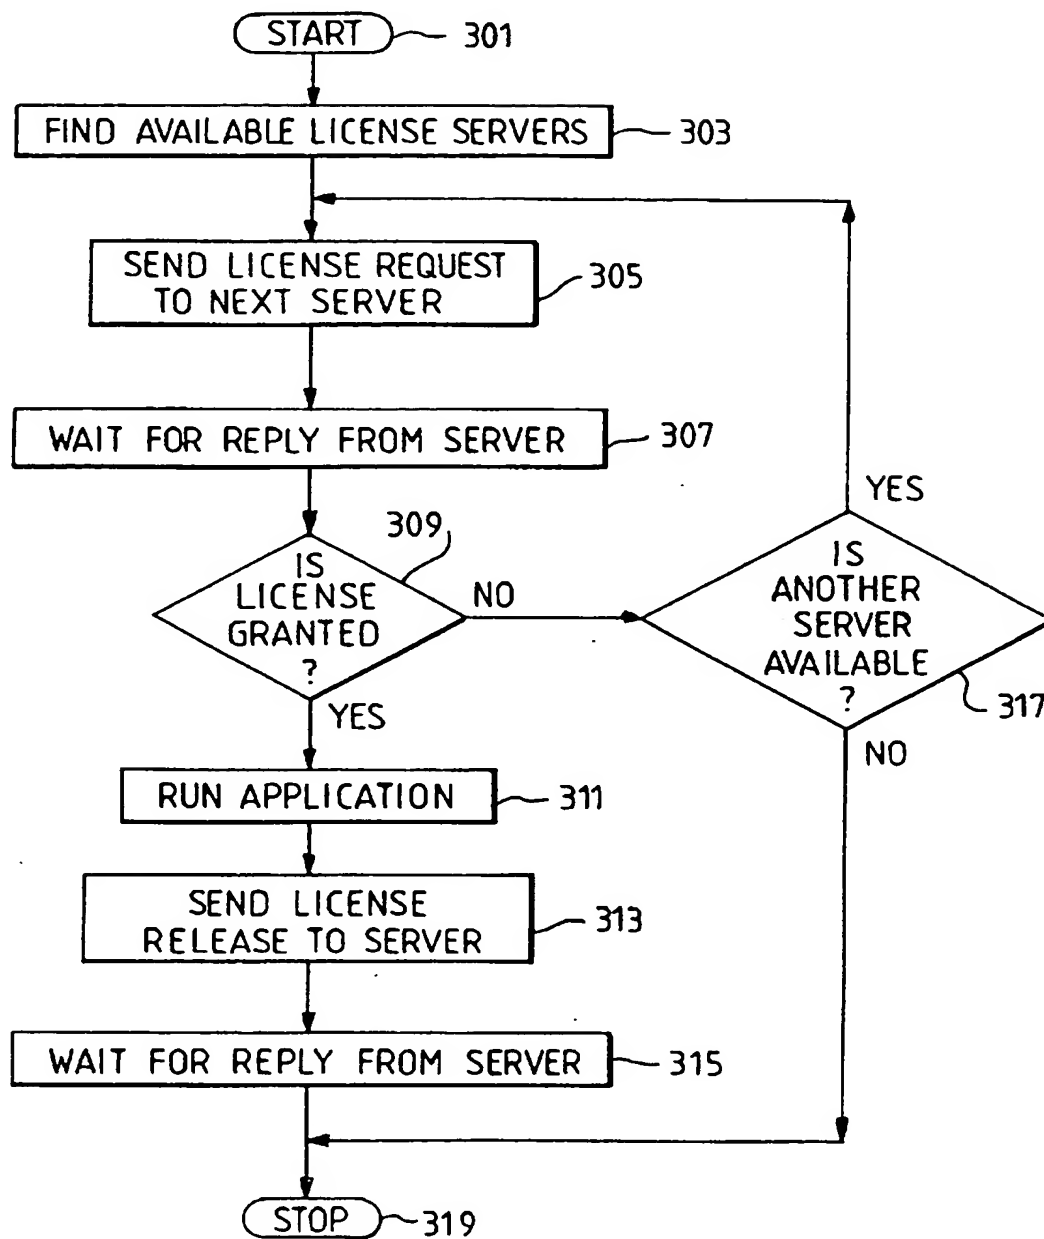 START
301
FIND AVAILABLE LICENSE SERVERS
303
SEND LICENSE REQUEST
TO NEXT SERVER
305
WAIT FOR REPLY FROM SERVER
307
309
IS
LICENSE
GRANTED
?
NO
YES
YES
IS
ANOTHER
SERVER
AVAILABLE
?
317
NO
RUN APPLICATION
311
SEND LICENSE
RELEASE TO SERVER
313
WAIT FOR REPLY FROM SERVER
315
STOP
319